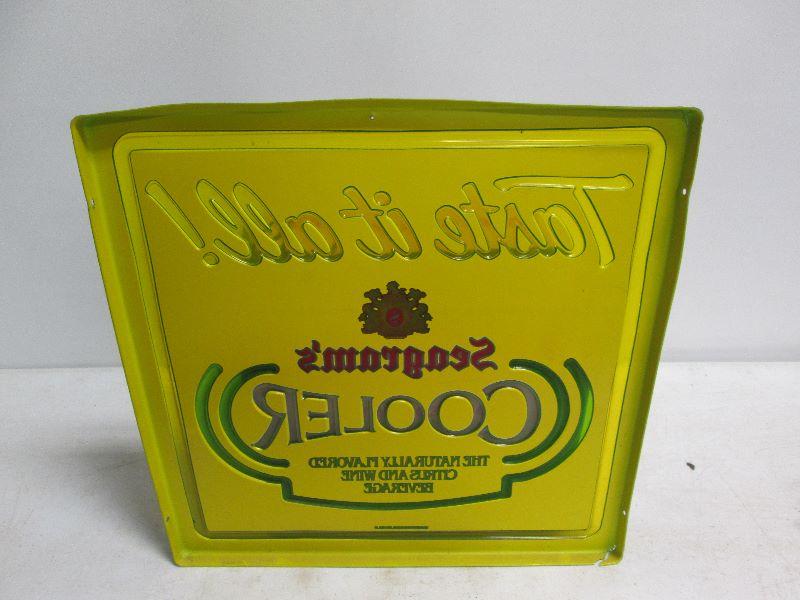 Taste it all!
Seagram's
COOLER
THE NATURALLY FLAVORED
CITRUS AND WINE
BEVERAGE